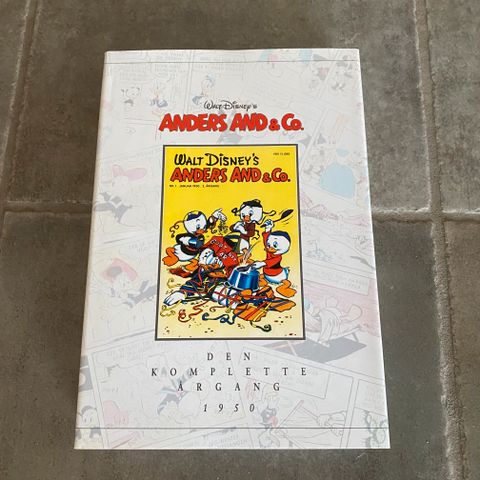 WALT DISNEY'S
ANDERS AND & Co.
WALT DISNEY'S
ANDERS AND & Co.
DEN
KOMPLETTE
ÅRGANG
1950